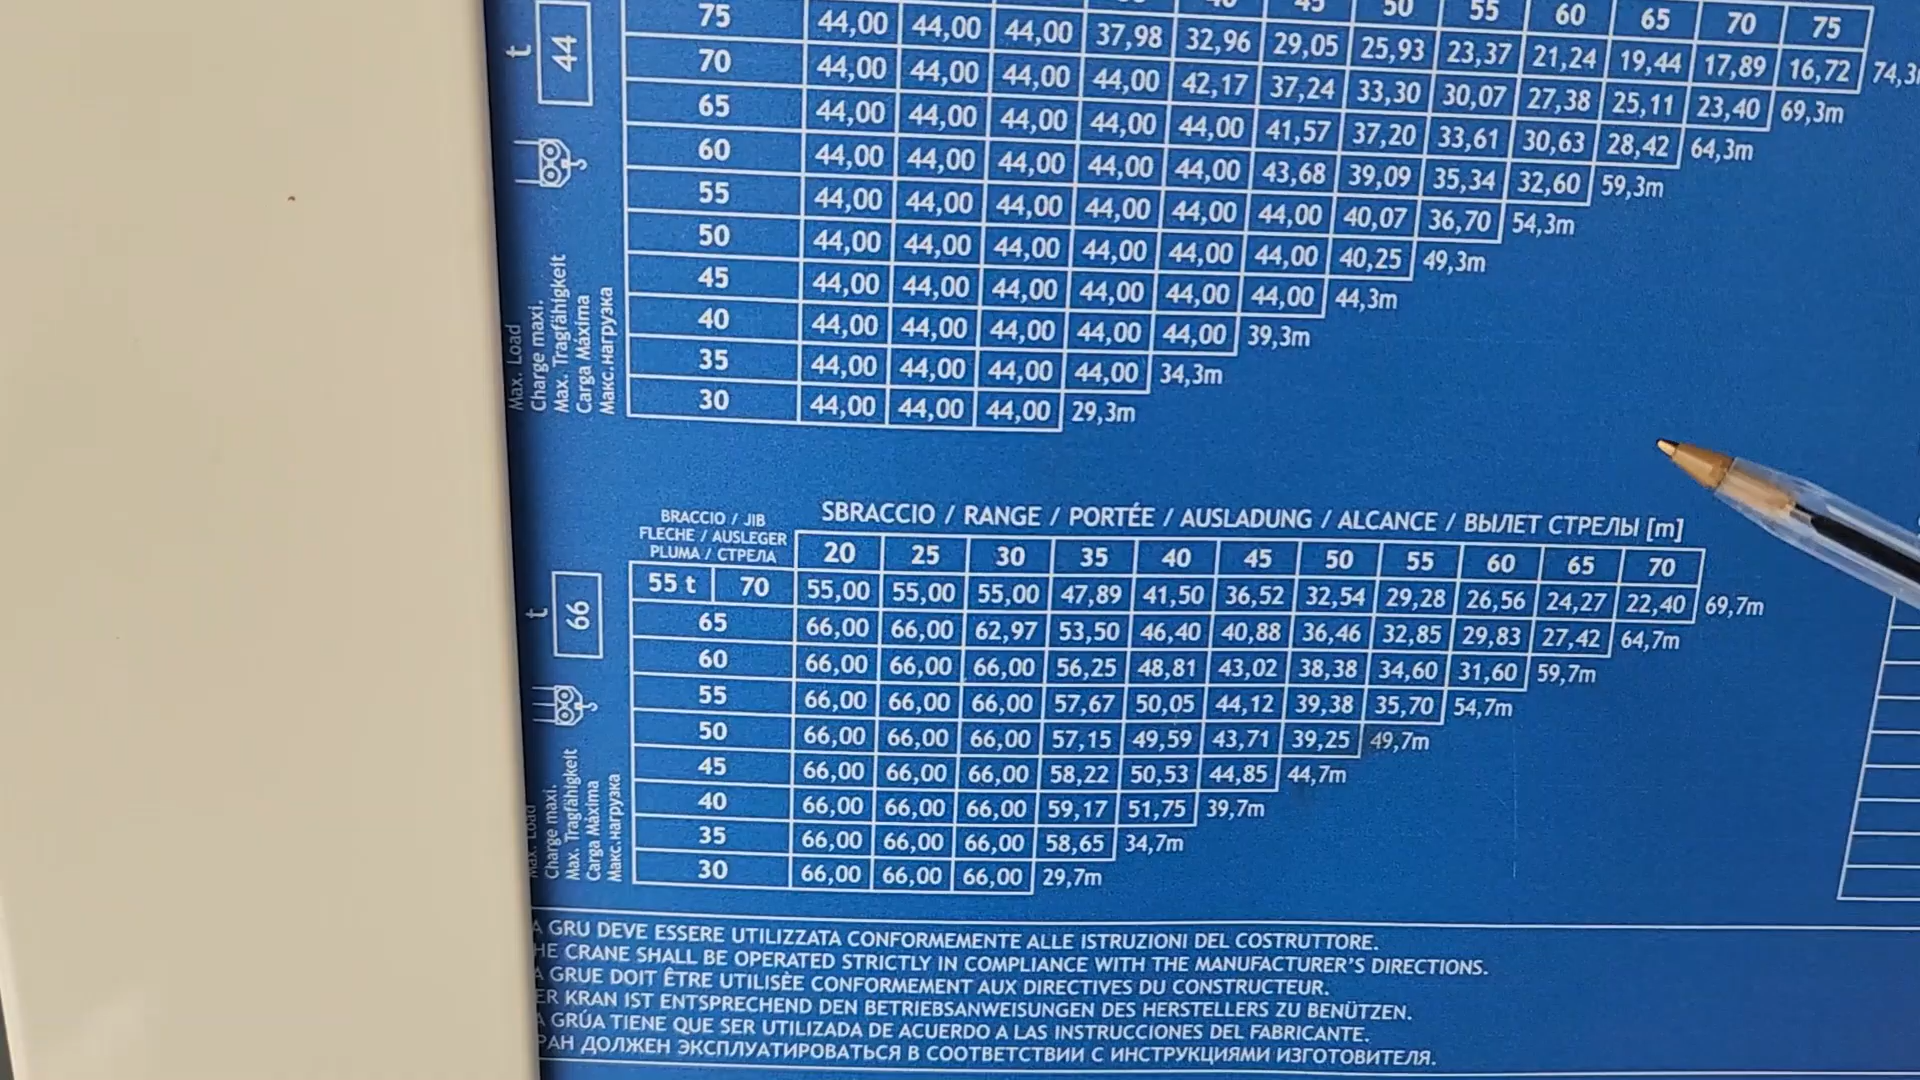 40 45 50 55 60 65 70 75
75 44,00 44,00 44,00 37,98 32,96 29,05 25,93 23,37 21,24 19,44 17,89 16,72 74,3
70 44,00 44,00 44,00 44,00 42,17 37,24 33,30 30,07 27,38 25,11 23,40 69,3m
65 44,00 44,00 44,00 44,00 44,00 41,57 37,20 33,61 30,63 28,42 64,3m
60 44,00 44,00 44,00 44,00 44,00 43,68 39,09 35,34 32,60 59,3m
55 44,00 44,00 44,00 44,00 44,00 44,00 40,07 36,70 54,3m
50 44,00 44,00 44,00 44,00 44,00 44,00 40,25 49,3m
45 44,00 44,00 44,00 44,00 44,00 44,00 44,3m
40 44,00 44,00 44,00 44,00 44,00 39,3m
35 44,00 44,00 44,00 44,00 34,3m
30 44,00 44,00 44,00 29,3m
t 44
Max. Load
Charge maxi.
Max. Tragfähigkeit
Carga Máxima
Макс.нагрузка
BRACCIO / JIB
FLECHE / AUSLEGER
PLUMA / СТРЕЛА
SBRACCIO / RANGE / PORTÉE / AUSLADUNG / ALCANCE / ВЫЛЕТ СТРЕЛЫ [m]
20 25 30 35 40 45 50 55 60 65 70
55 t 70 55,00 55,00 55,00 47,89 41,50 36,52 32,54 29,28 26,56 24,27 22,40 69,7m
65 66,00 66,00 62,97 53,50 46,40 40,88 36,46 32,85 29,83 27,42 64,7m
60 66,00 66,00 66,00 56,25 48,81 43,02 38,38 34,60 31,60 59,7m
55 66,00 66,00 66,00 57,67 50,05 44,12 39,38 35,70 54,7m
50 66,00 66,00 66,00 57,15 49,59 43,71 39,25 49,7m
45 66,00 66,00 66,00 58,22 50,53 44,85 44,7m
40 66,00 66,00 66,00 59,17 51,75 39,7m
35 66,00 66,00 66,00 58,65 34,7m
30 66,00 66,00 66,00 29,7m
t 66
Max. Load
Charge maxi.
Max. Tragfähigkeit
Carga Màxima
Макс.нагрузка
A GRU DEVE ESSERE UTILIZZATA CONFORMEMENTE ALLE ISTRUZIONI DEL COSTRUTTORE.
HE CRANE SHALL BE OPERATED STRICTLY IN COMPLIANCE WITH THE MANUFACTURER'S DIRECTIONS.
A GRUE DOIT ÊTRE UTILISÈE CONFORMEMENT AUX DIRECTIVES DU CONSTRUCTEUR.
ER KRAN IST ENTSPRECHEND DEN BETRIEBSANWEISUNGEN DES HERSTELLERS ZU BENÜTZEN.
A GRÚA TIENE QUE SER UTILIZADA DE ACUERDO A LAS INSTRUCCIONES DEL FABRICANTE.
РАН ДОЛЖЕН ЭКСПЛУАТИРОВАТЬСЯ В СООТВЕТСТВИИ С ИНСТРУКЦИЯМИ ИЗГОТОВИТЕЛЯ.